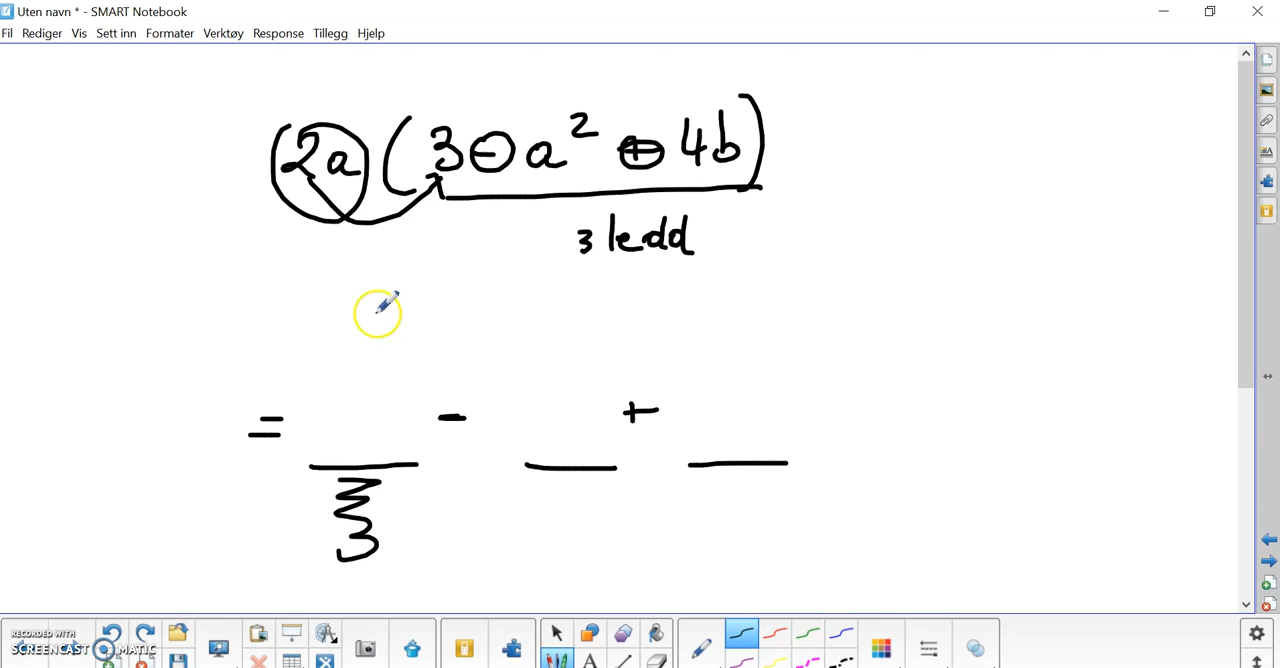 Uten navn * - SMART Notebook
Fil Rediger Vis Sett inn Formater Verktøy Response Tillegg Hjelp
2a (3 - a² + 4b)
3 ledd
= - +
3
RECORDED WITH
SCREENCAST MATIC